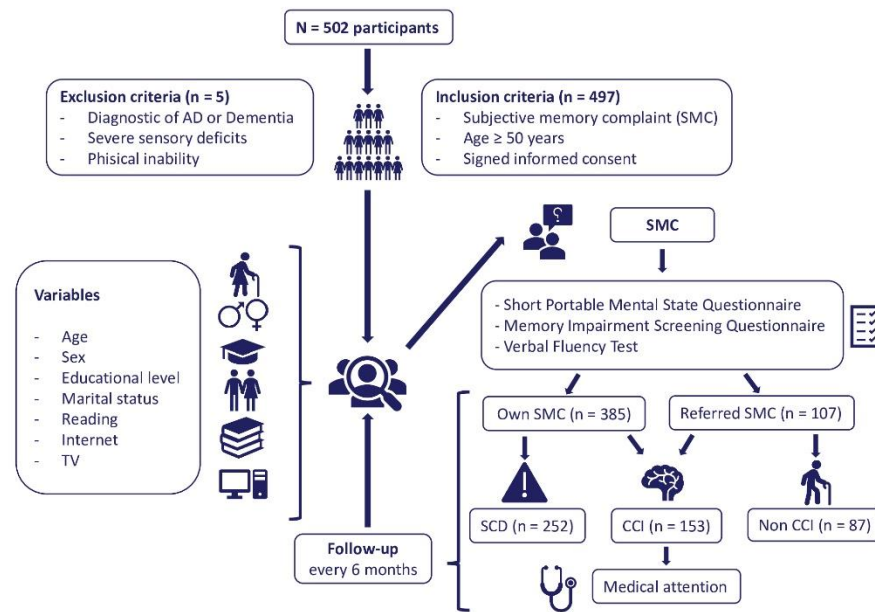 N = 502 participants
Exclusion criteria (n = 5)
- Diagnostic of AD or Dementia
- Severe sensory deficits
- Phisical inability
Inclusion criteria (n = 497)
- Subjective memory complaint (SMC)
- Age ≥ 50 years
- Signed informed consent
?
SMC
Variables
- Age
- Sex
- Educational level
- Marital status
- Reading
- Internet
- TV
- Short Portable Mental State Questionnaire
- Memory Impairment Screening Questionnaire
- Verbal Fluency Test
Own SMC (n = 385)
Referred SMC (n = 107)
SCD (n = 252)
CCI (n = 153)
Non CCI (n = 87)
Follow-up
every 6 months
Medical attention